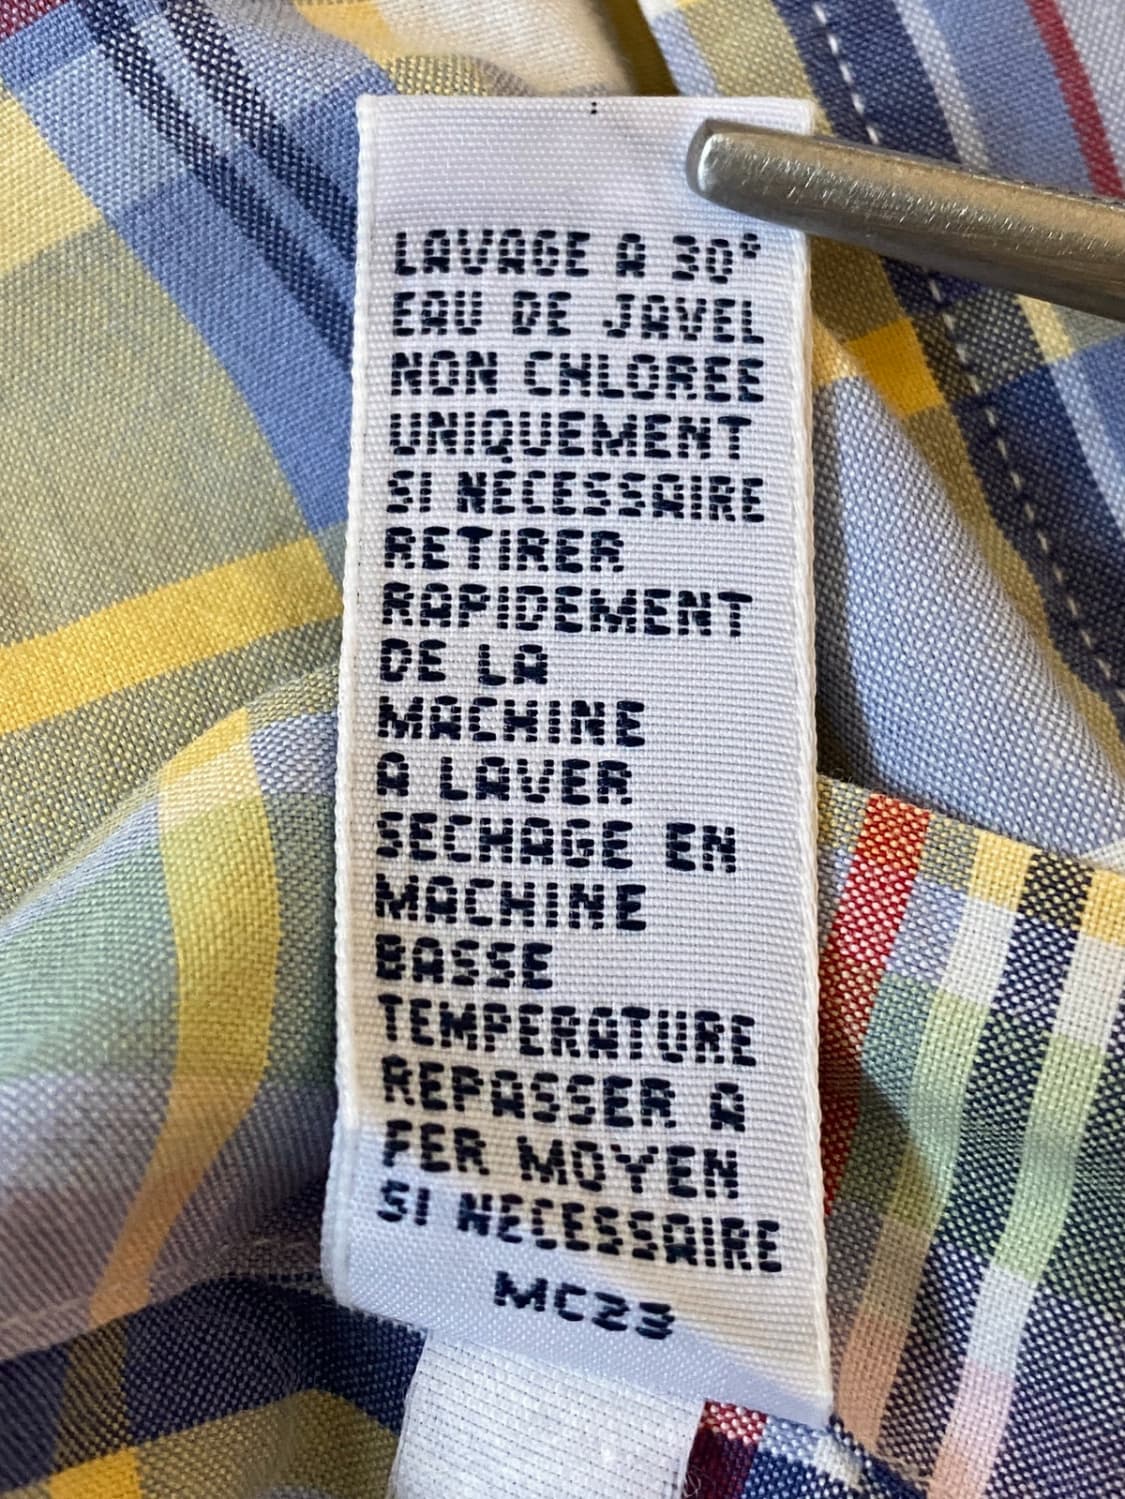 LAVAGE A 30°
EAU DE JAVEL
NON CHLOREE
UNIQUEMENT
SI NÉCESSAIRE
RETIRER
RAPIDEMENT
DE LA
MACHINE
A LAVER
SECHAGE EN
MACHINE
BASSE
TEMPERATURE
REPASSER A
FER MOYEN
SI NECESSAIRE
MC23